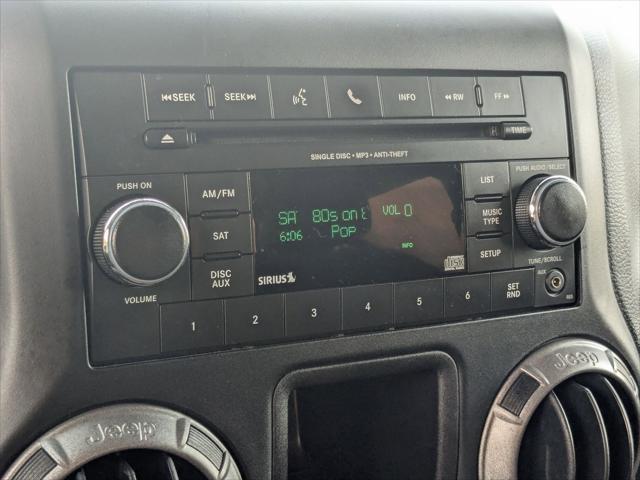 SEEK
SEEK
INFO
RW
FF
TIME
SINGLE DISC • MP3 • ANTI-THEFT
PUSH ON
VOLUME
AM/FM
SAT
DISC AUX
SA 80s on
VOL 0
6:06 Pop
INFO
SIRIUS
LIST
MUSIC TYPE
SETUP
PUSH AUDIO/SELECT
TUNE/SCROLL
AUX
1 2 3 4 5 6
SET RND
Jeep
Jeep